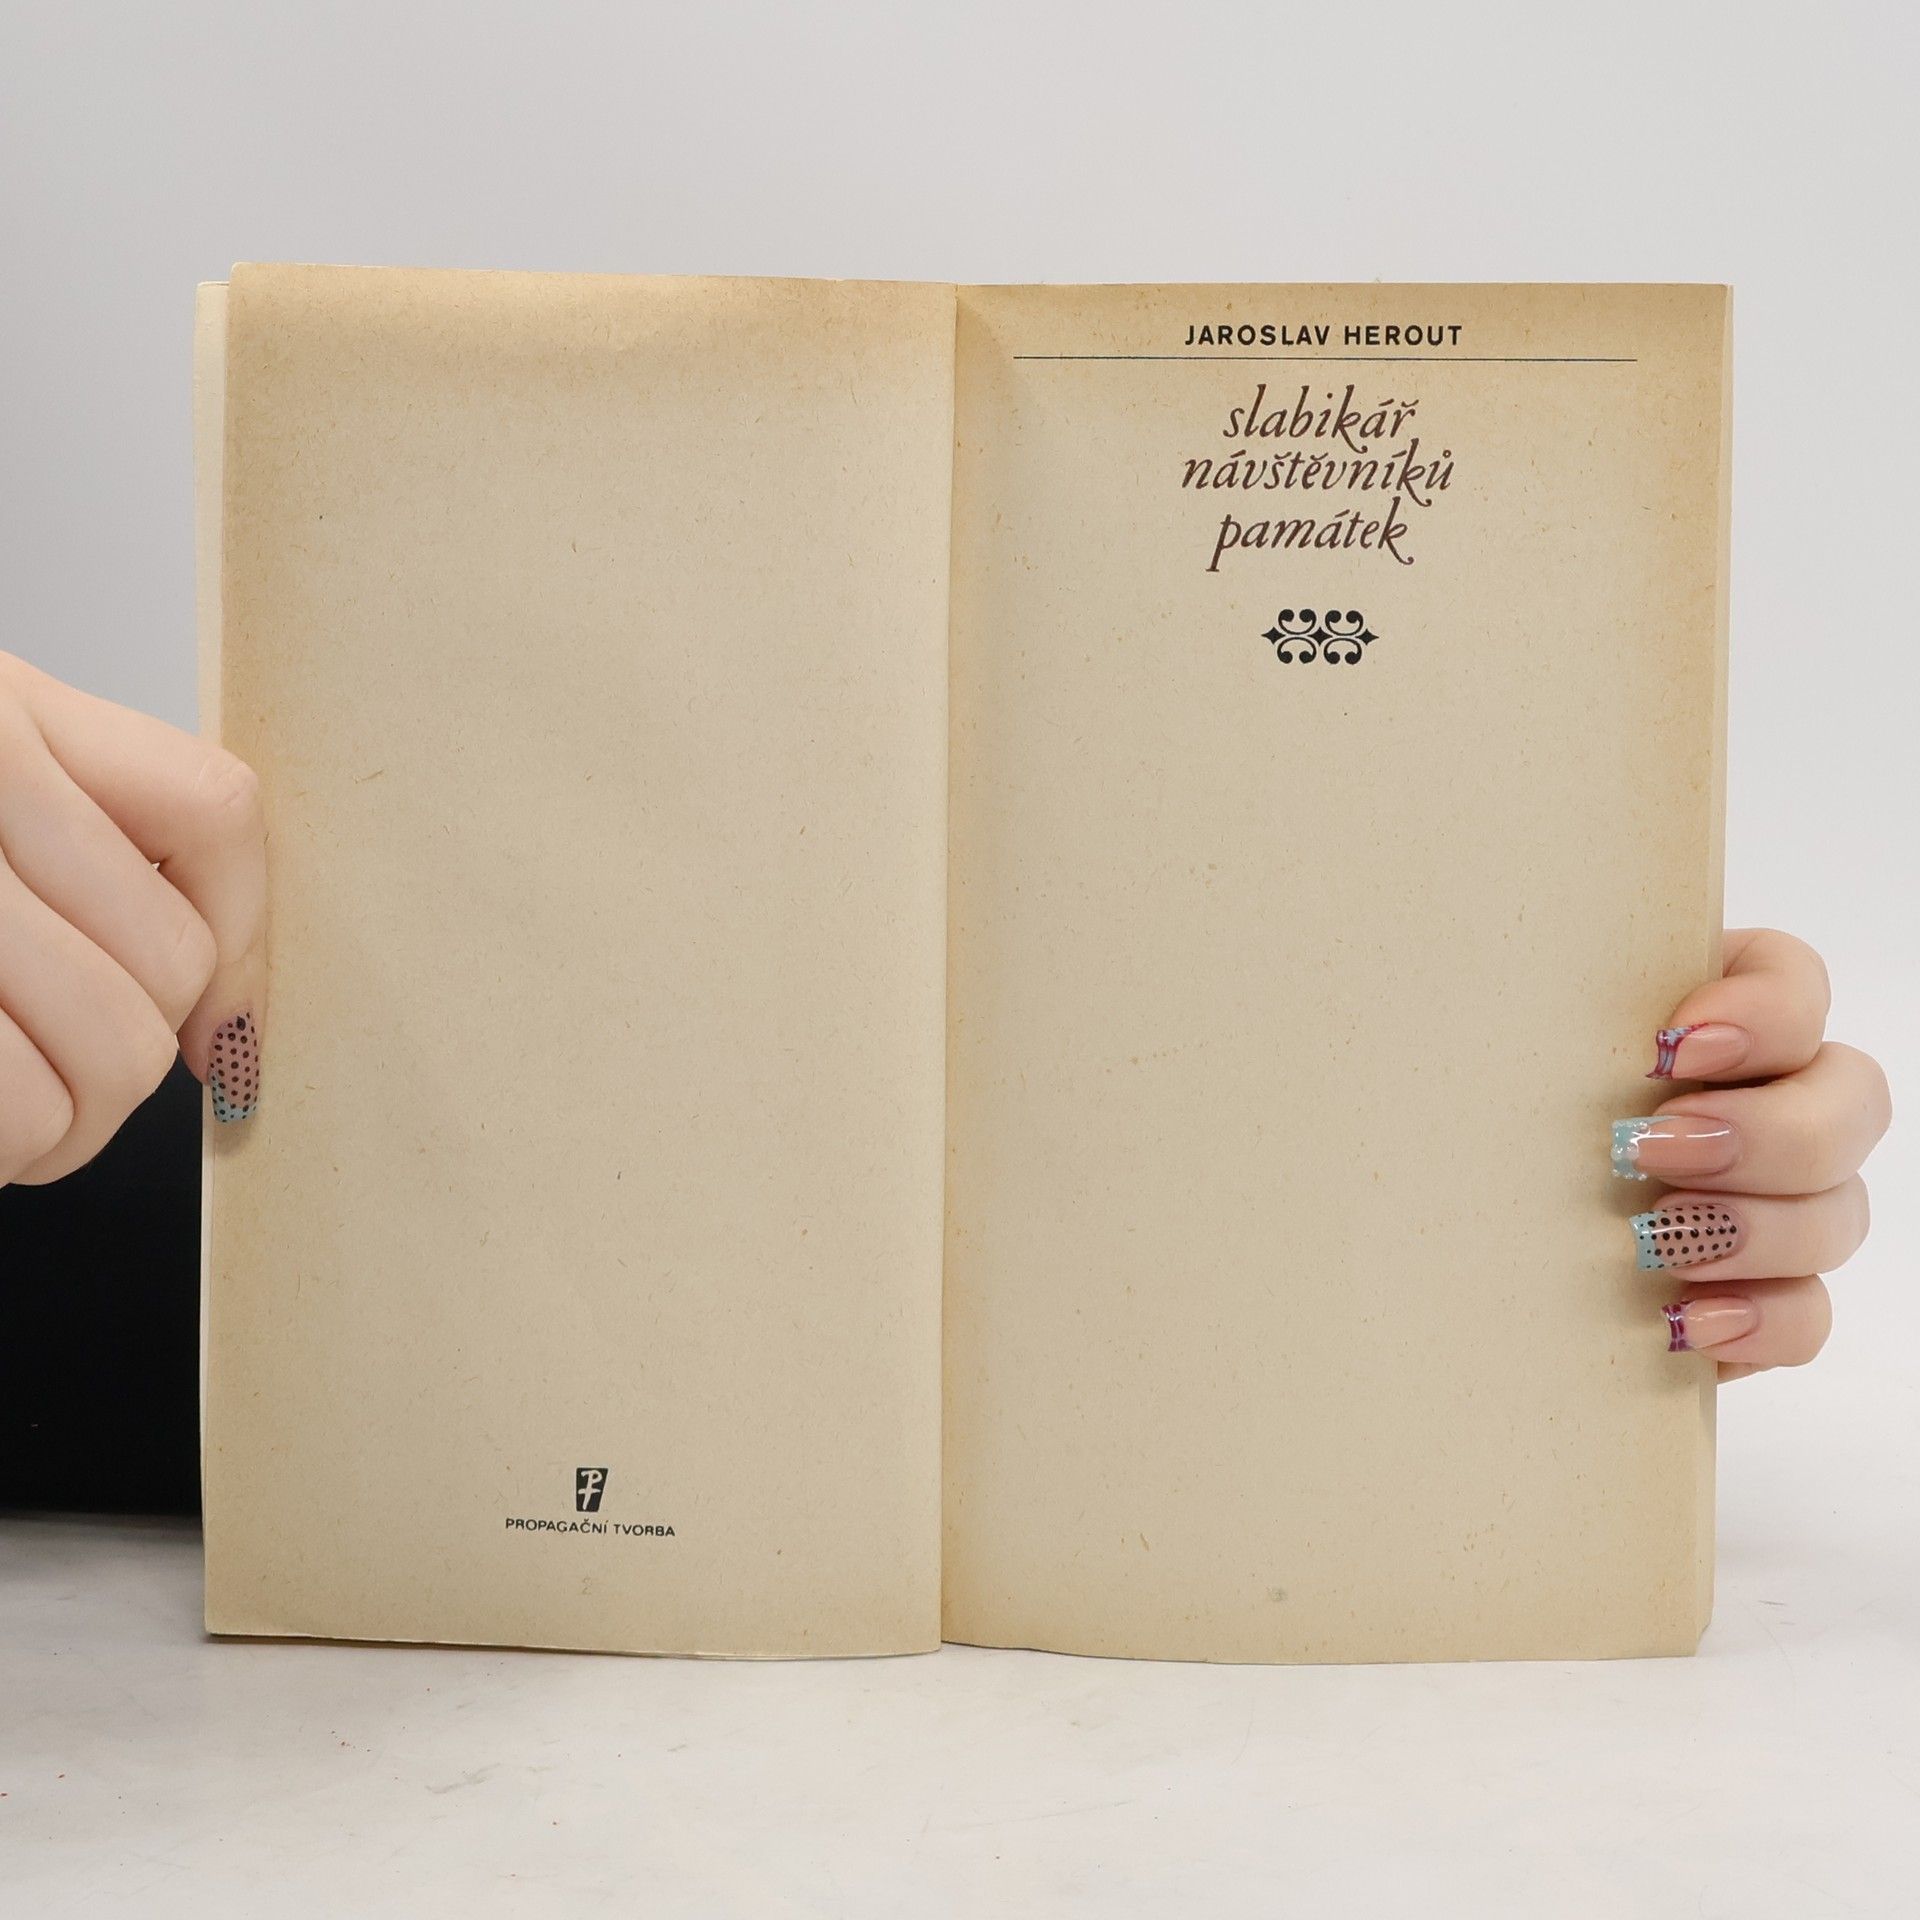 PROPAGAČNÍ TVORBA
JAROSLAV HEROUT
slabikář
návštěvníků
památek